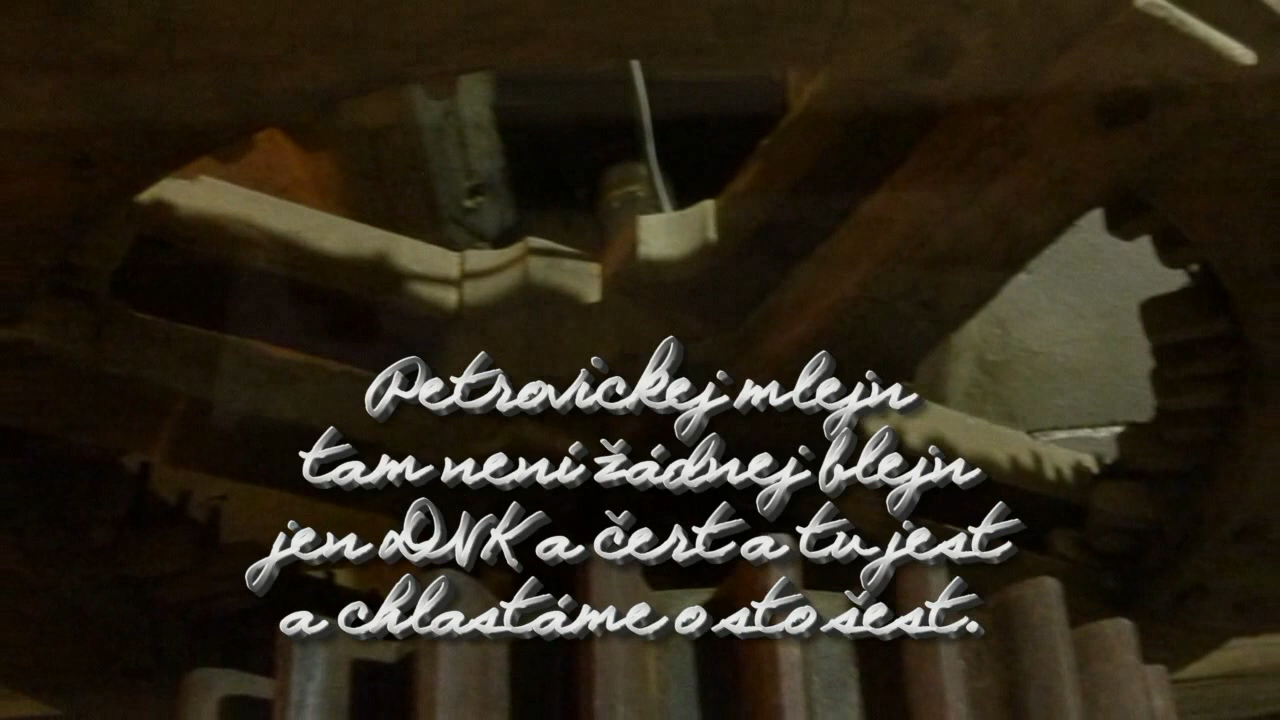 Petrovickej mlejn
tam neni žádnej blejn
jen DNK a čert a tu jest
a chlastáme o sto šest.